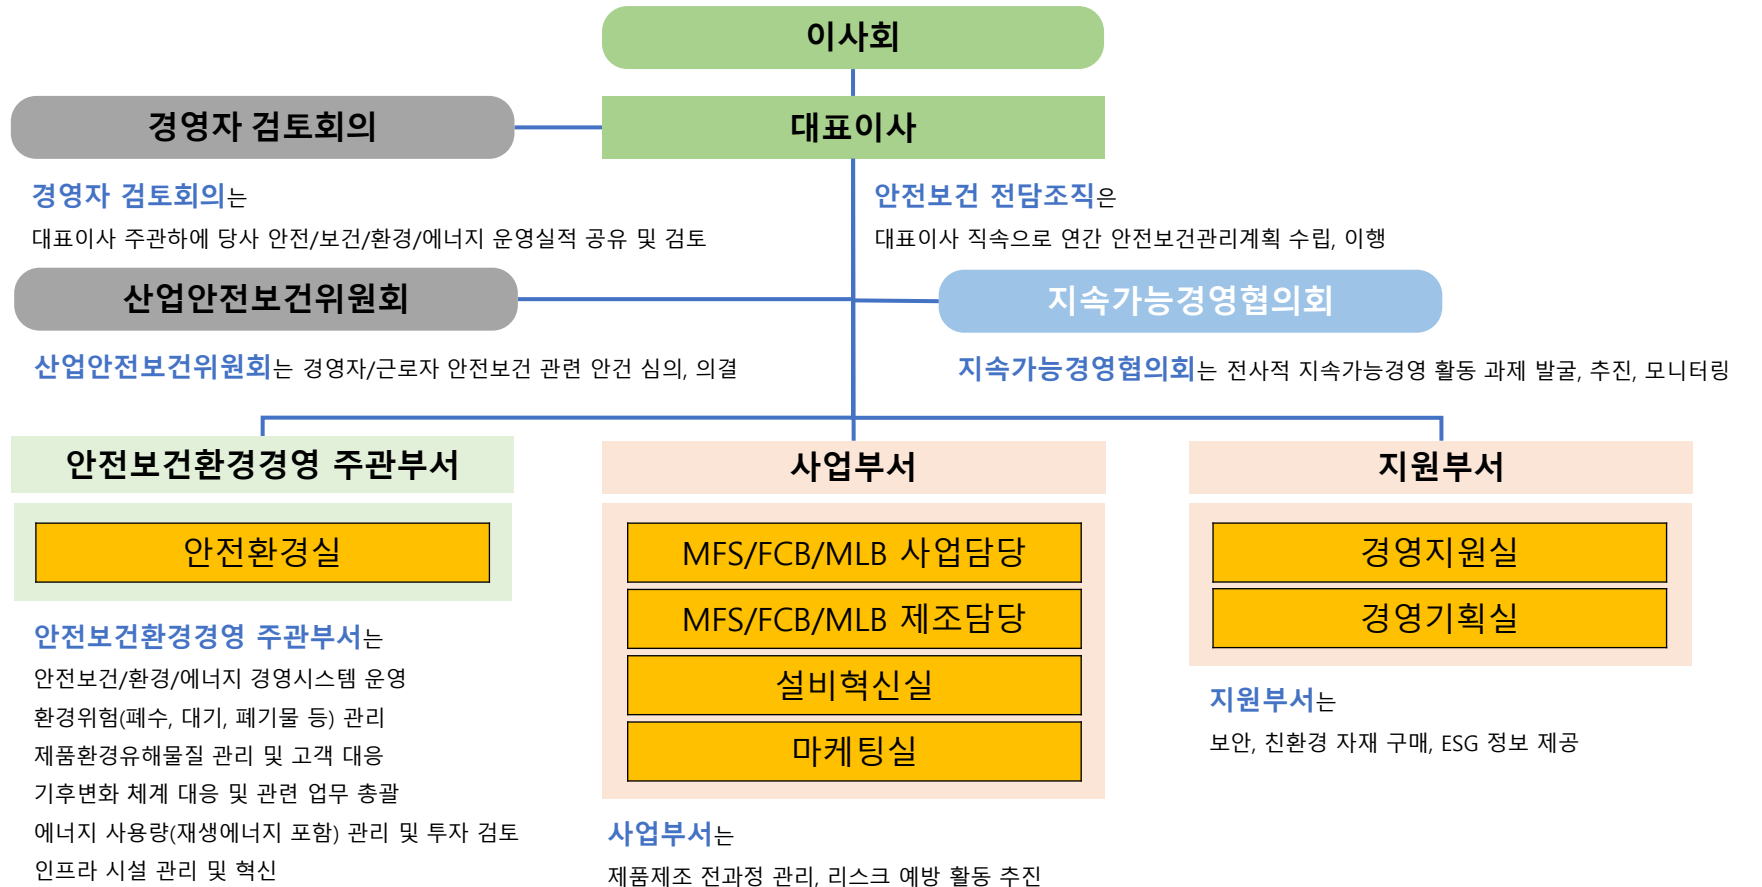 이사회
경영자 검토회의
대표이사
경영자 검토회의는
대표이사 주관하에 당사 안전/보건/환경/에너지 운영실적 공유 및 검토
안전보건 전담조직은
대표이사 직속으로 연간 안전보건관리계획 수립, 이행
산업안전보건위원회
지속가능경영협의회
산업안전보건위원회는 경영자/근로자 안전보건 관련 안건 심의, 의결
지속가능경영협의회는 전사적 지속가능경영 활동 과제 발굴, 추진, 모니터링
안전보건환경경영 주관부서
안전환경실
안전보건환경경영 주관부서는
안전보건/환경/에너지 경영시스템 운영
환경위험(폐수, 대기, 폐기물 등) 관리
제품환경유해물질 관리 및 고객 대응
기후변화 체계 대응 및 관련 업무 총괄
에너지 사용량(재생에너지 포함) 관리 및 투자 검토
인프라 시설 관리 및 혁신
사업부서
MFS/FCB/MLB 사업담당
MFS/FCB/MLB 제조담당
설비혁신실
마케팅실
사업부서는
제품제조 전과정 관리, 리스크 예방 활동 추진
지원부서
경영지원실
경영기획실
지원부서는
보안, 친환경 자재 구매, ESG 정보 제공